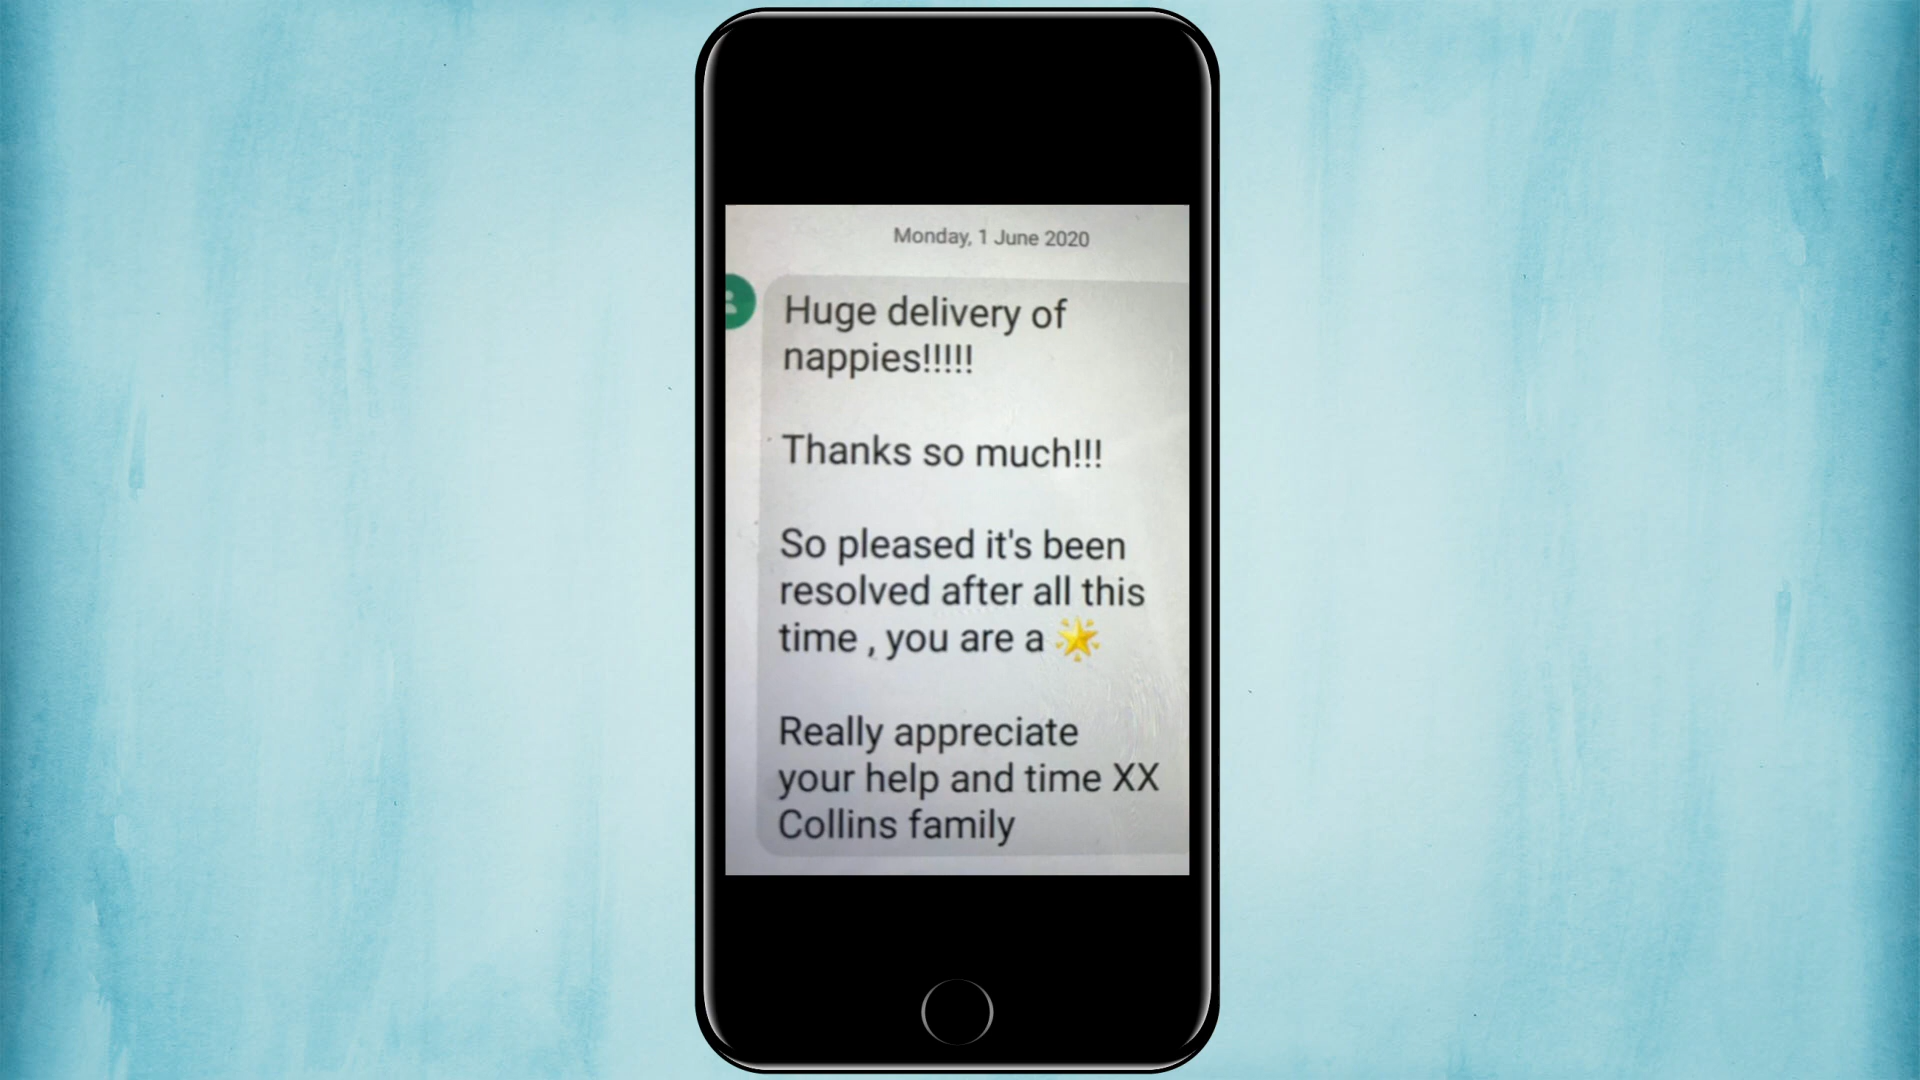 Monday, 1 June 2020
Huge delivery of
nappies!!!!!
Thanks so much!!!
So pleased it's been
resolved after all this
time , you are a 🌟
Really appreciate
your help and time XX
Collins family